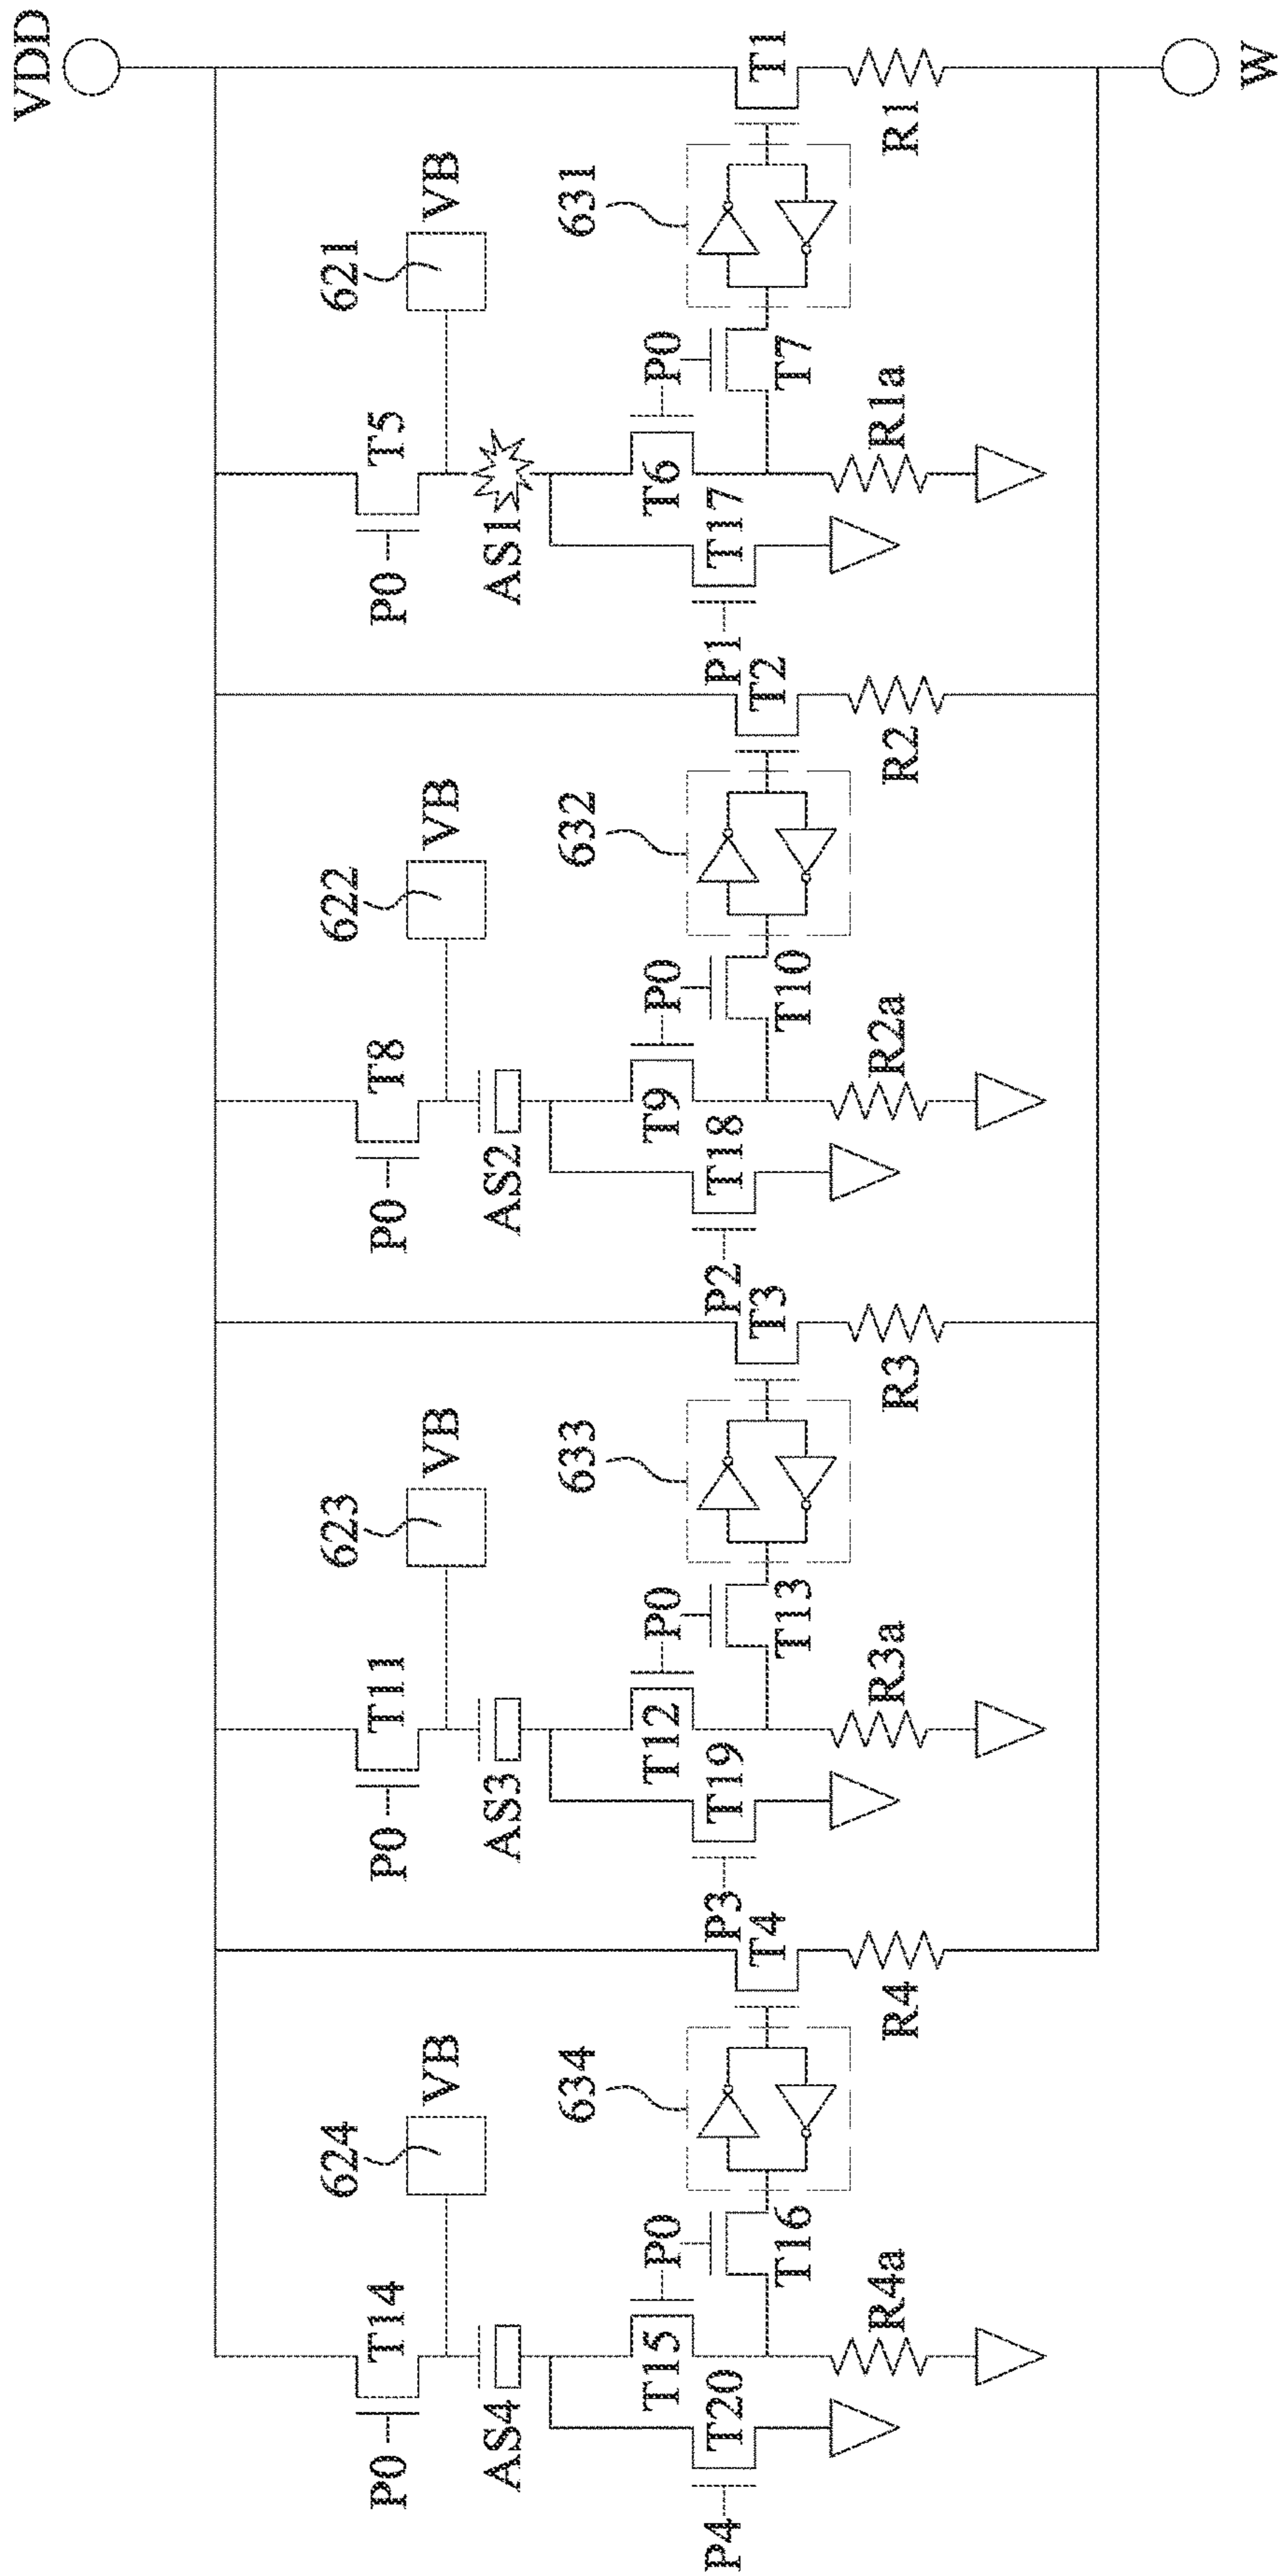 VDD
T1
R1
W
VB
621
631
T5
P0
AS1
P0
T7
T6
T17
P1
R1a
T2
R2
VB
622
632
T8
P0
AS2
P0
T10
T9
T18
P2
R2a
T3
R3
VB
623
633
T11
P0
AS3
P0
T13
T12
T19
P3
R3a
T4
R4
VB
624
634
T14
P0
AS4
P0
T16
T15
T20
P4
R4a